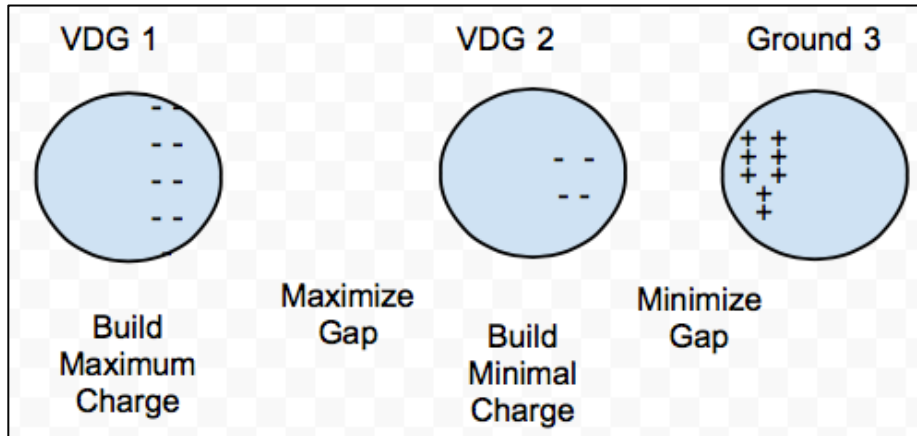 VDG 1
VDG 2
Ground 3
- -
- -
- -
- -
-
- -
- -
+ +
+ +
+ +
+
+
Maximize
Gap
Minimize
Gap
Build
Maximum
Charge
Build
Minimal
Charge